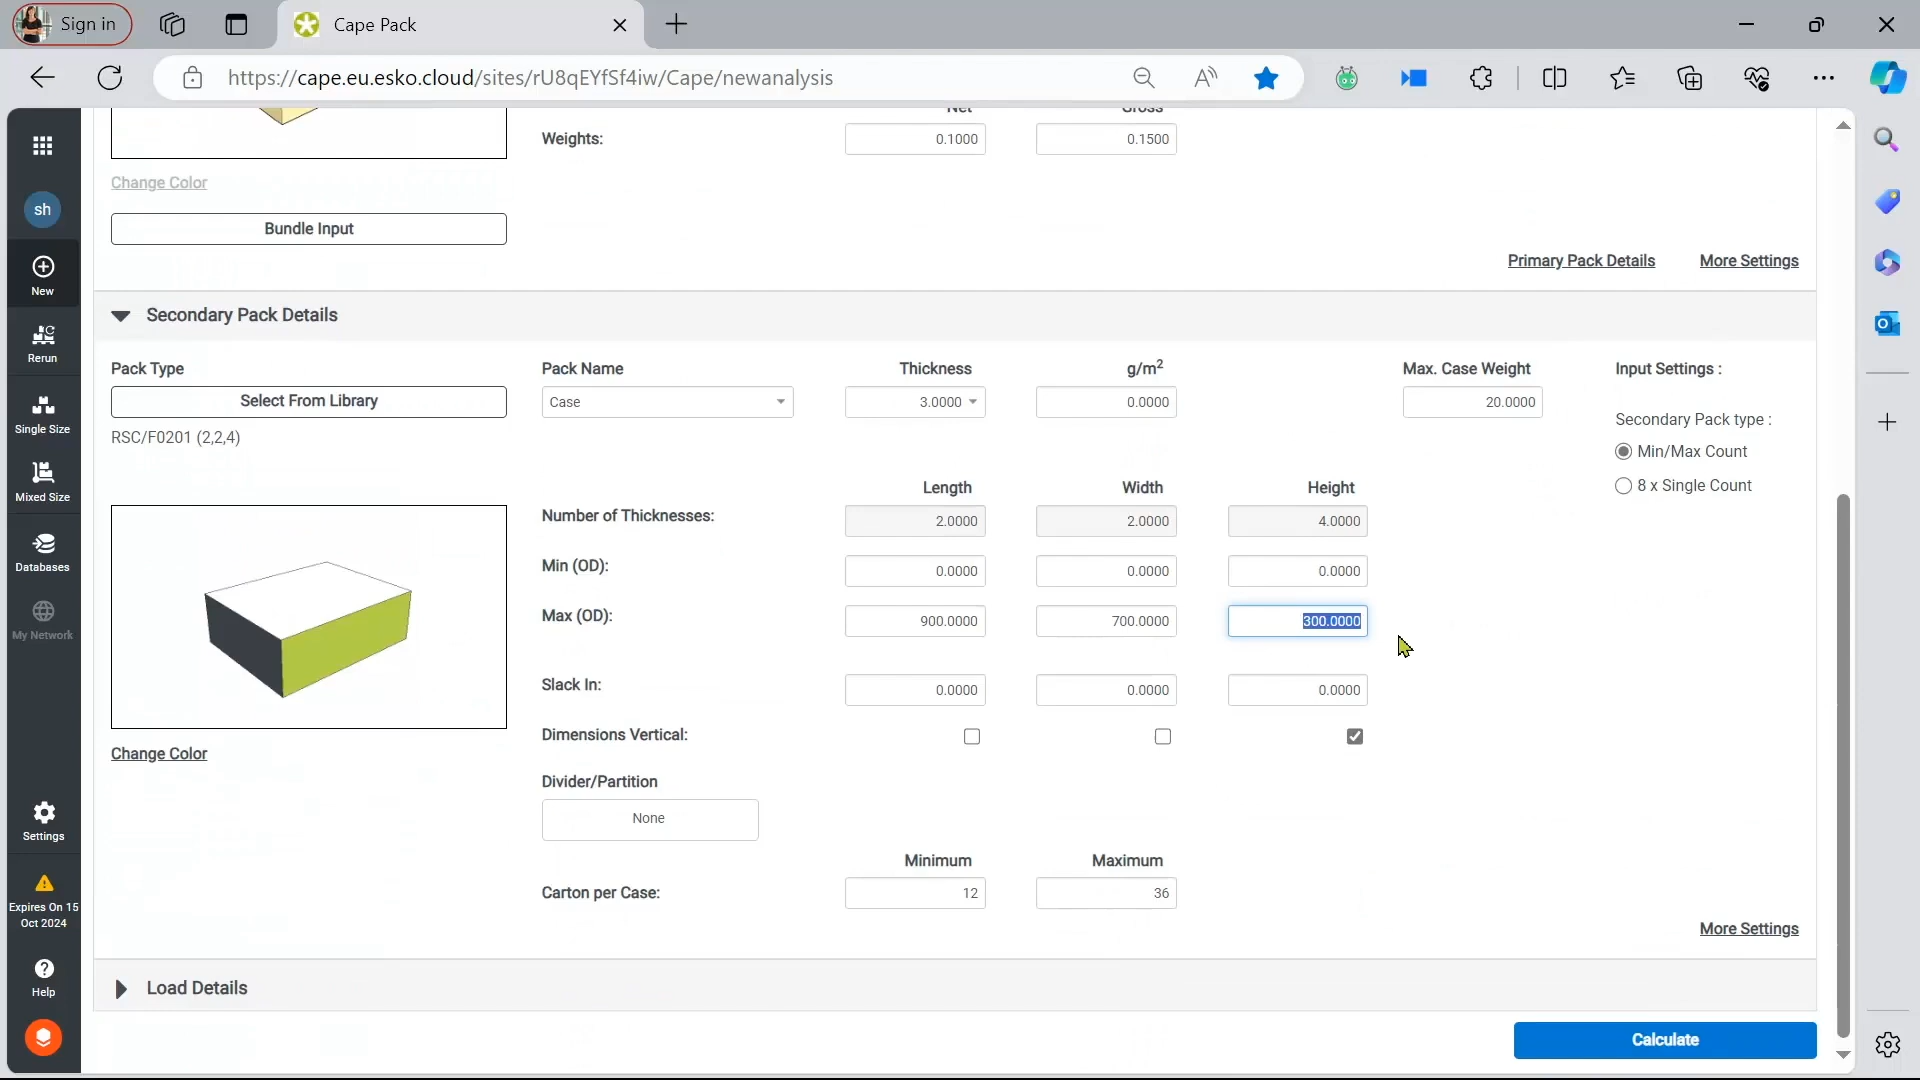 Sign in
Cape Pack
https://cape.eu.esko.cloud/sites/rU8qEYfSf4iw/Cape/newanalysis
Net Gross
Weights: 0.1000 0.1500
Change Color
Bundle Input
Primary Pack Details More Settings
Secondary Pack Details
Pack Type Pack Name Thickness g/m² Max. Case Weight Input Settings :
Select From Library Case 3.0000 0.0000 20.0000
RSC/F0201 (2,2,4)
Secondary Pack type :
Min/Max Count
8 x Single Count
Length Width Height
Number of Thicknesses: 2.0000 2.0000 4.0000
Min (OD): 0.0000 0.0000 0.0000
Max (OD): 900.0000 700.0000 300.0000
Slack In: 0.0000 0.0000 0.0000
Dimensions Vertical:
Change Color
Divider/Partition
None
Minimum Maximum
Carton per Case: 12 36
More Settings
Load Details
Calculate
sh
New
Rerun
Single Size
Mixed Size
Databases
My Network
Settings
Expires On 15
Oct 2024
Help